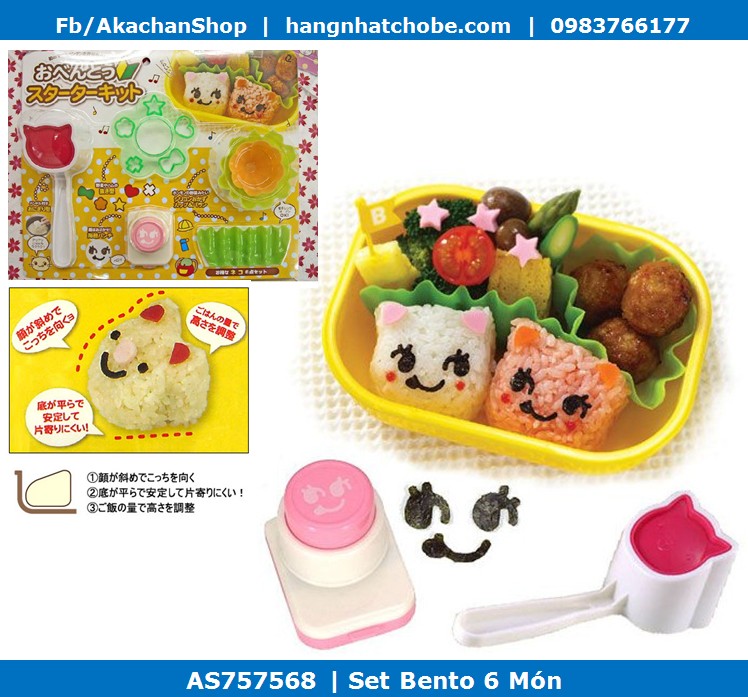 Fb/AkachanShop | hangnhatchobe.com | 0983766177
おべんとう
スターターキット
顔が斜めで
こっちを向く♪
ごはんの量で
高さを調整
底が平らで
安定して
片寄りにくい!
①顔が斜めでこっちを向く
②底が平らで安定して片寄りにくい!
③ご飯の量で高さを調整
B
AS757568 | Set Bento 6 Món